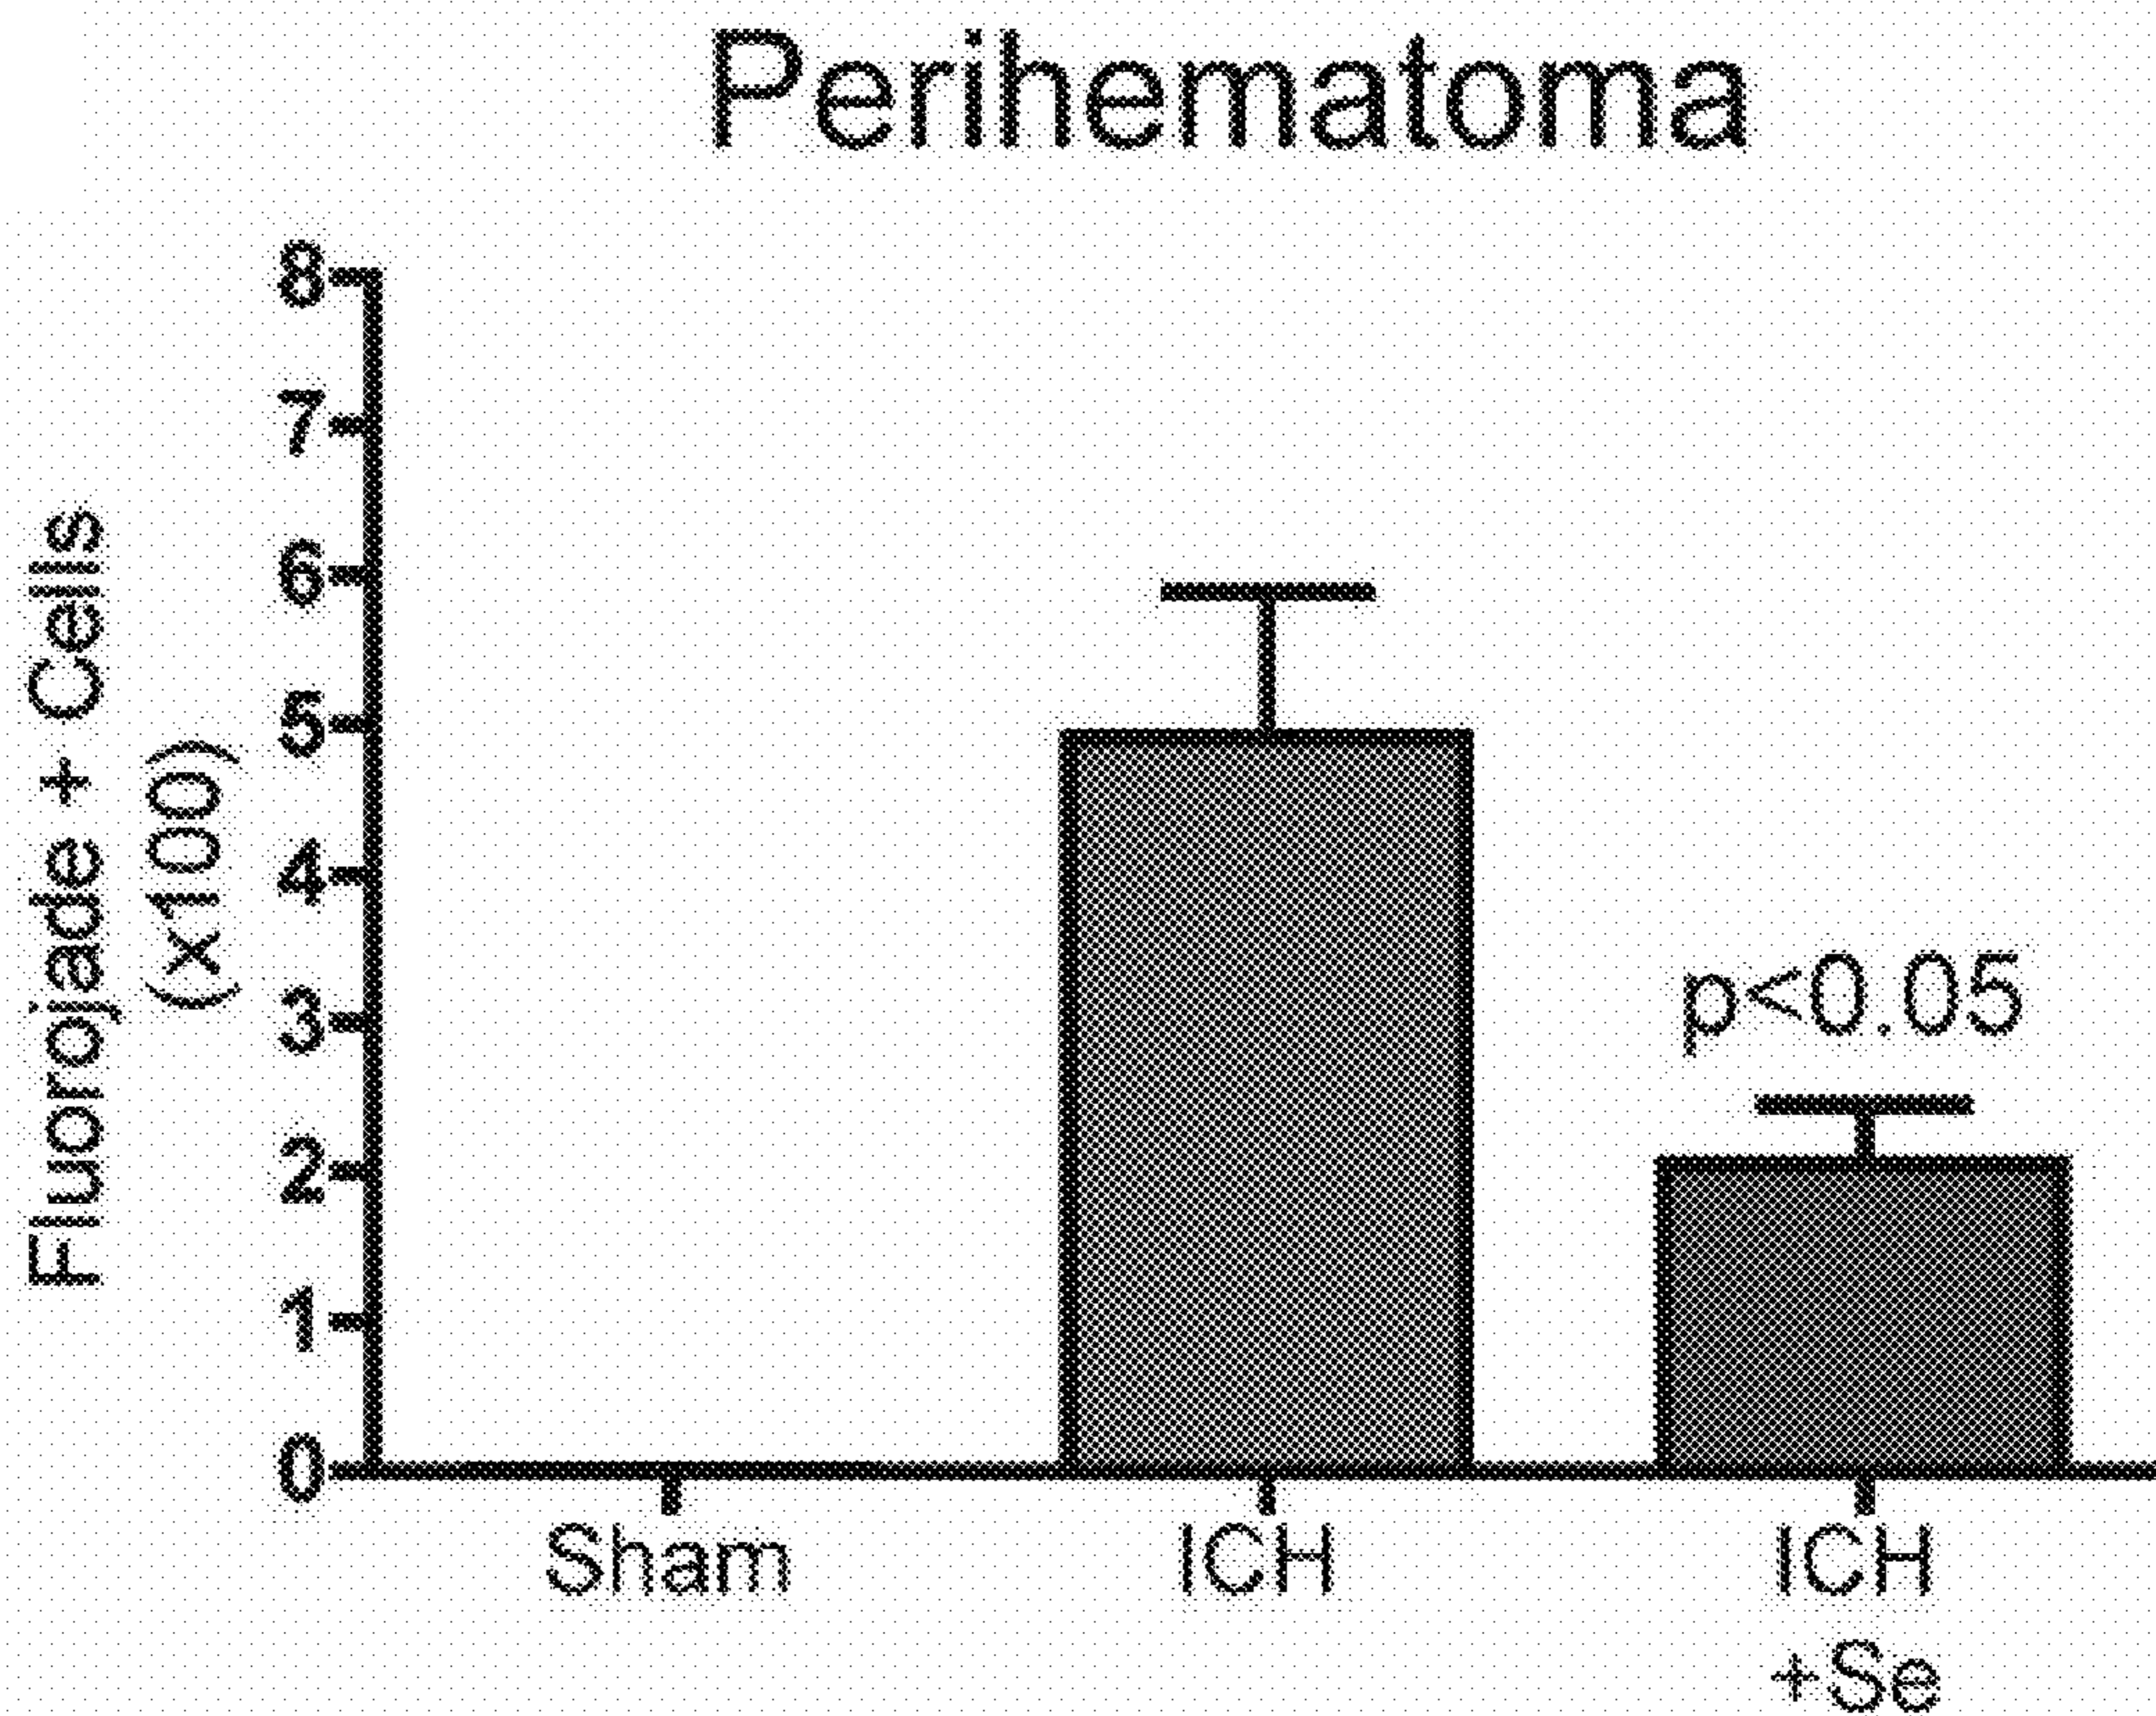 Perihematoma
Fluorojade + Cells
(x100)
8
7
6
5
4
3
2
1
0
p<0.05
Sham
ICH
ICH
+Se